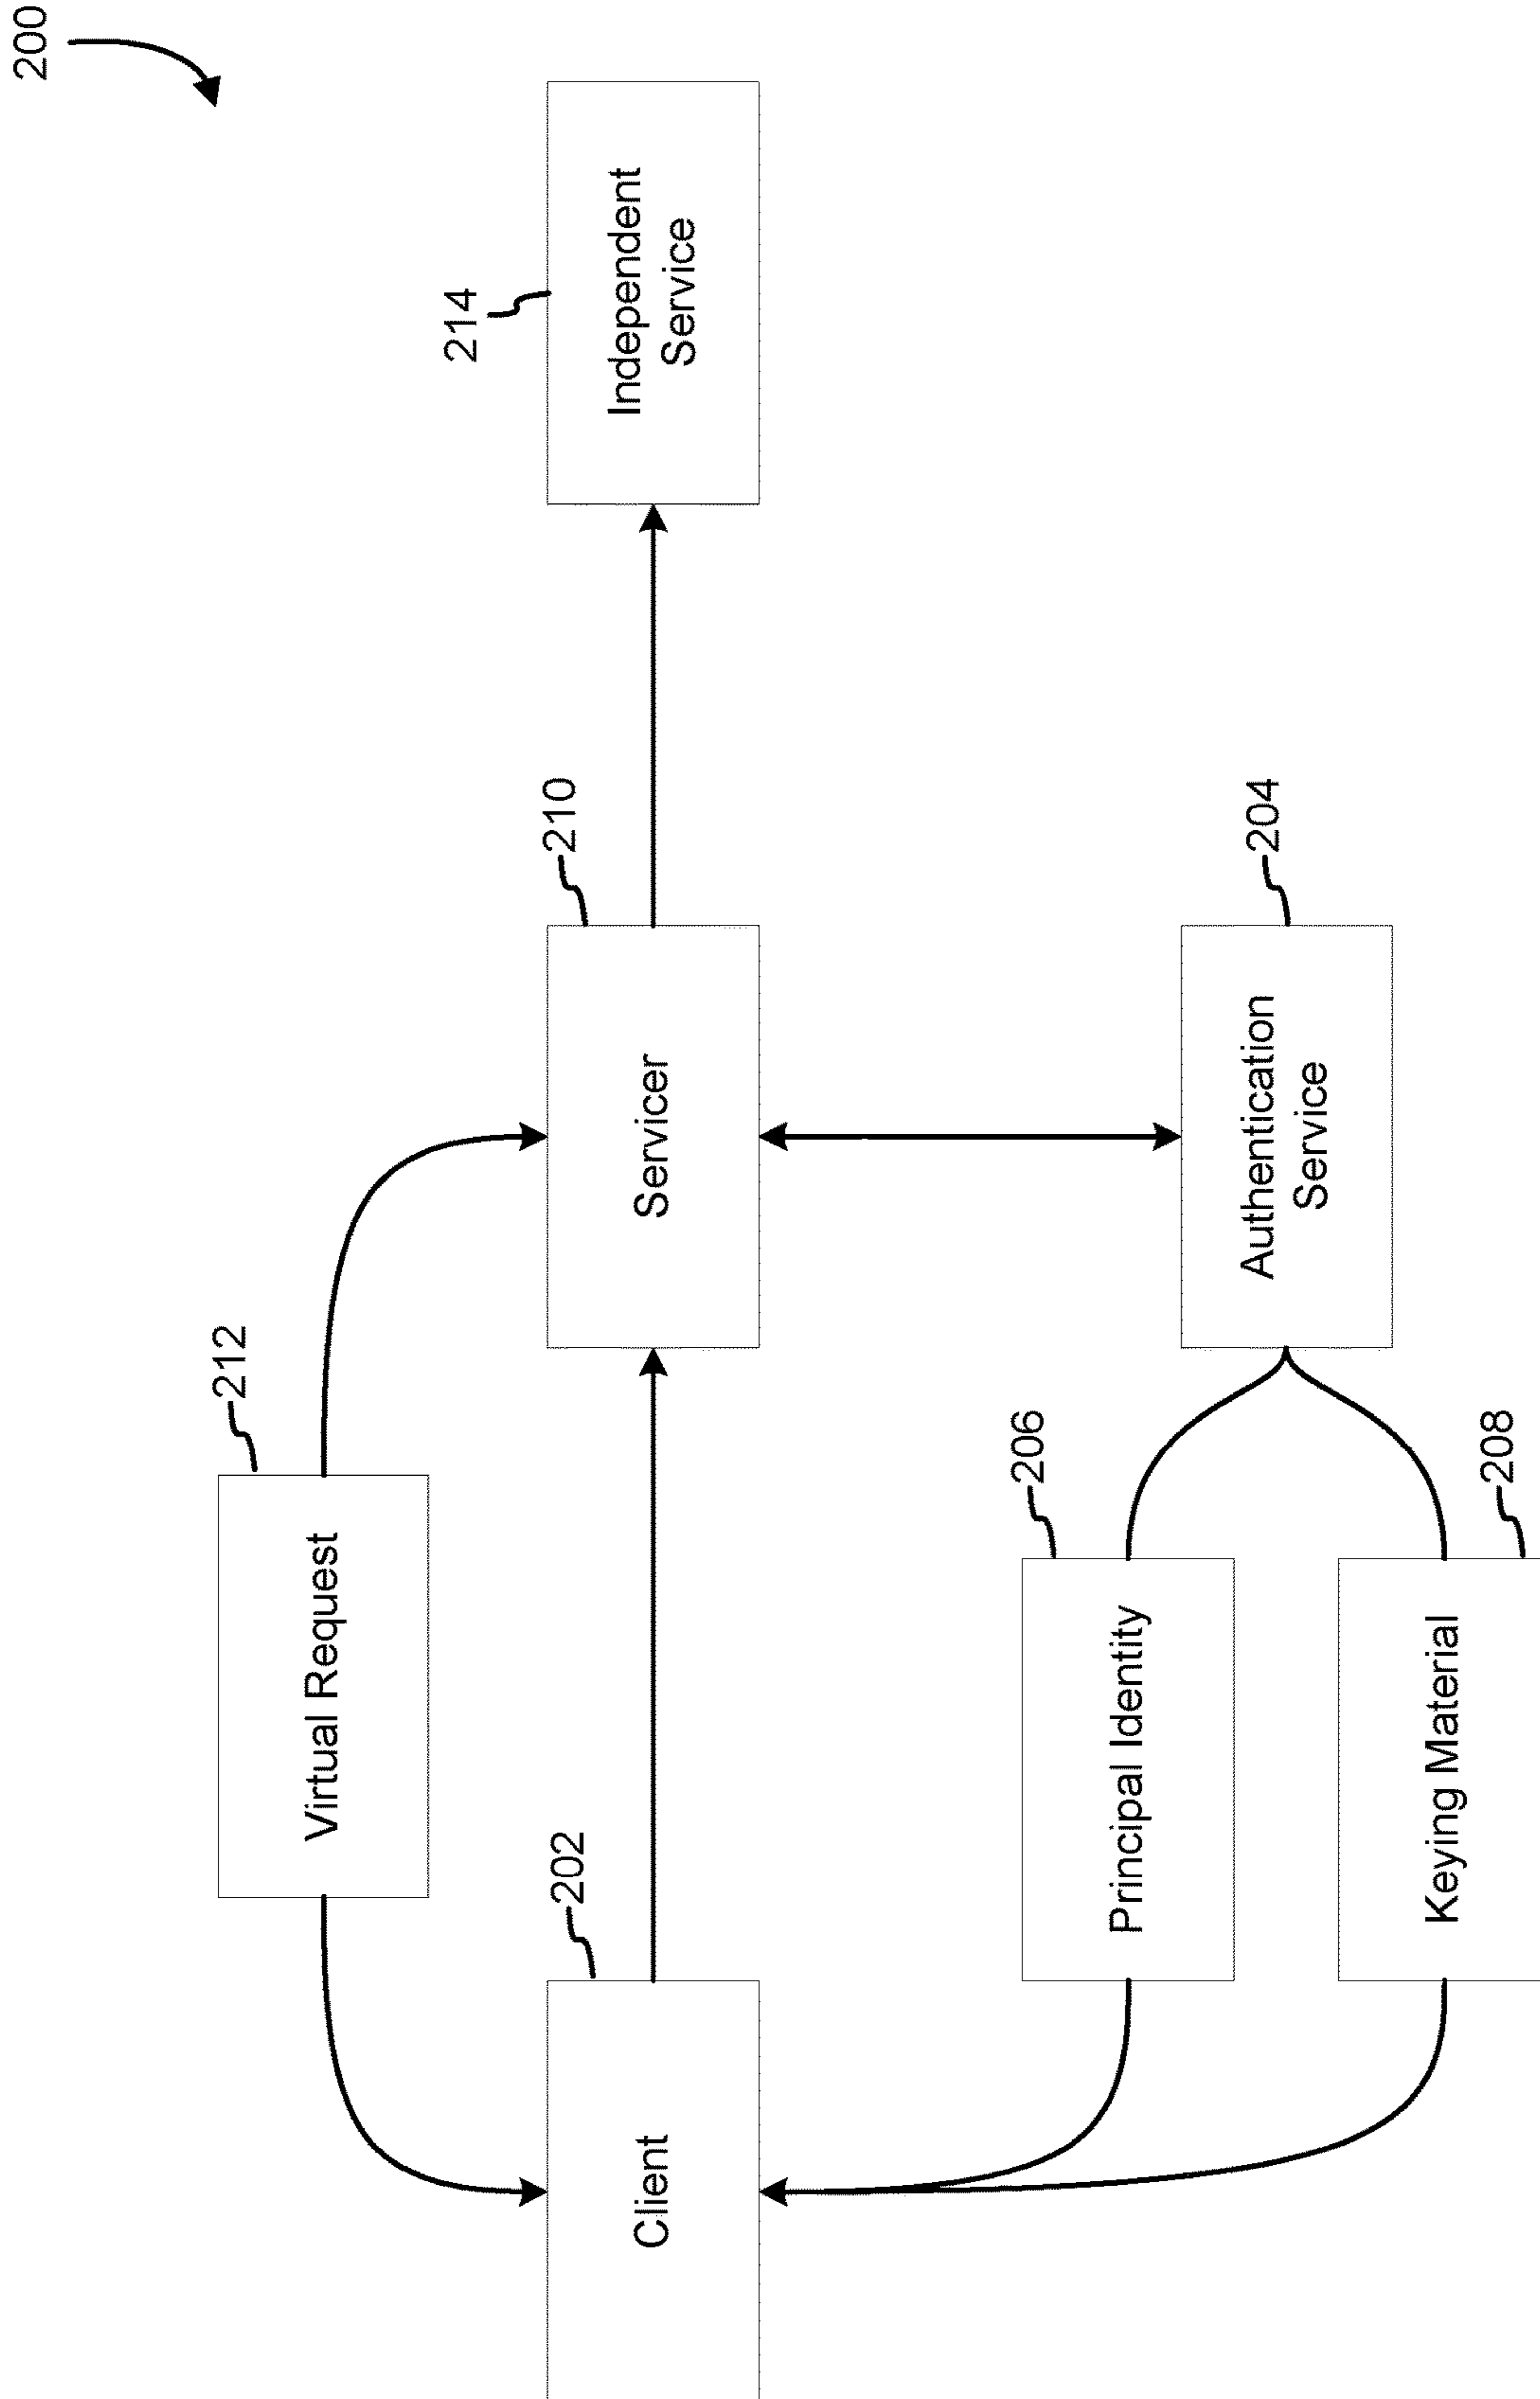 200
Virtual Request
212
Client
202
Servicer
210
Independent
Service
214
Principal Identity
206
Authentication
Service
204
Keying Material
208